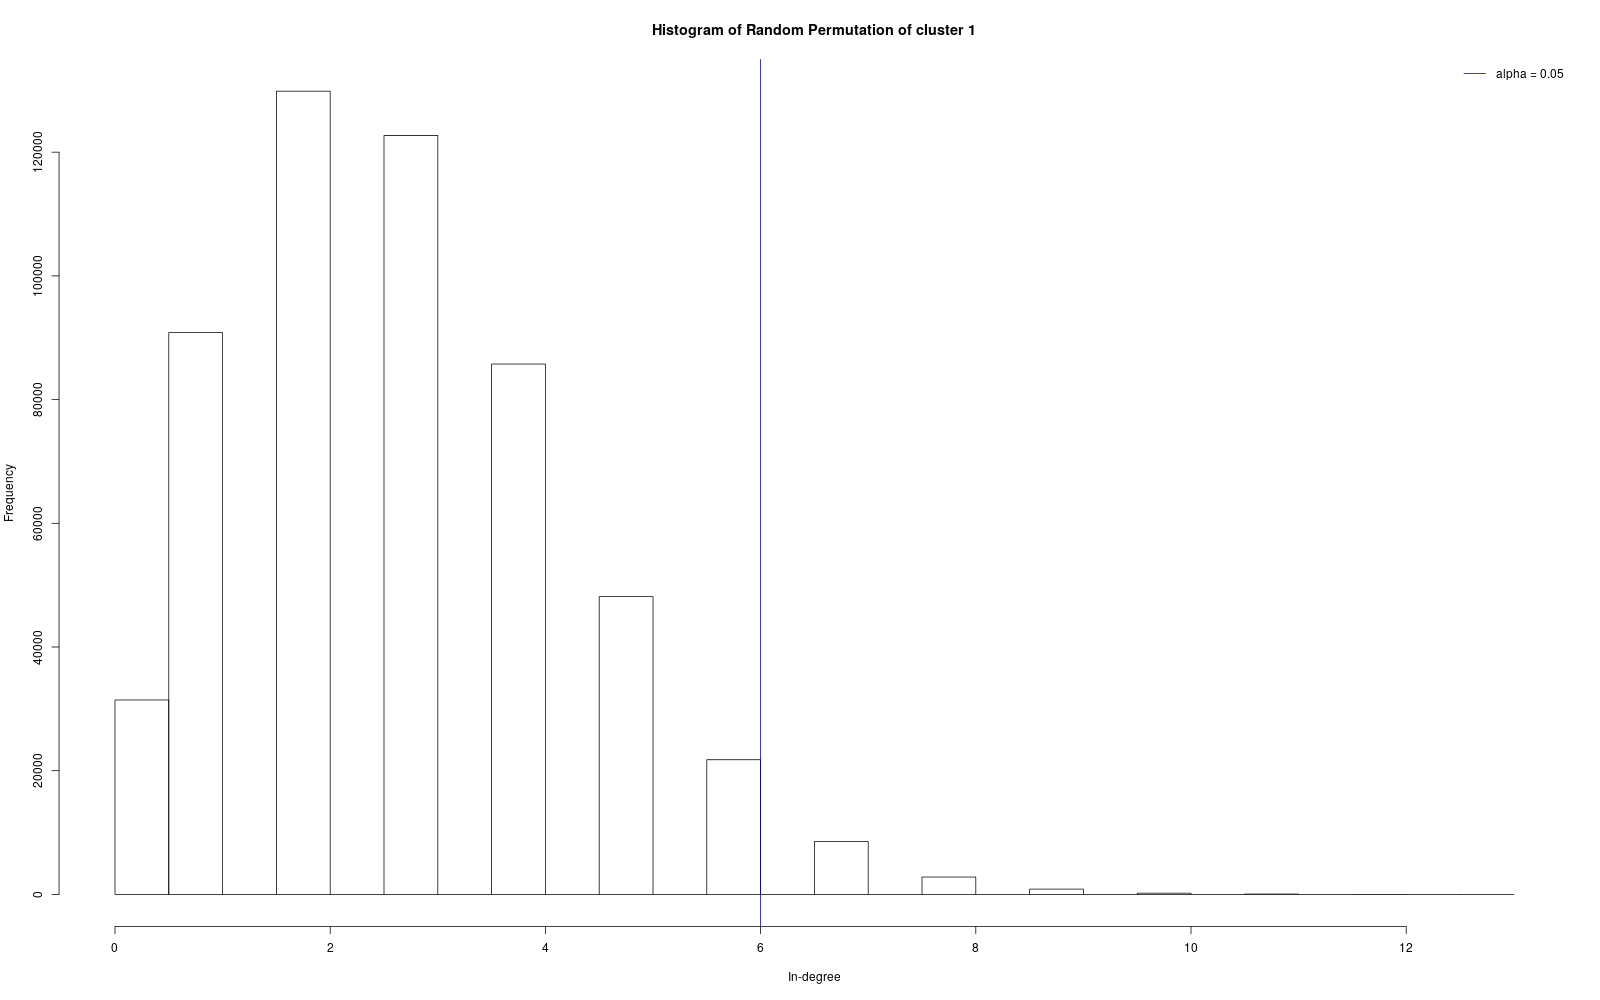 Histogram of Random Permutation of cluster 1
alpha = 0.05
Frequency
0
20000
40000
60000
80000
100000
120000
0 2 4 6 8 10 12
In-degree